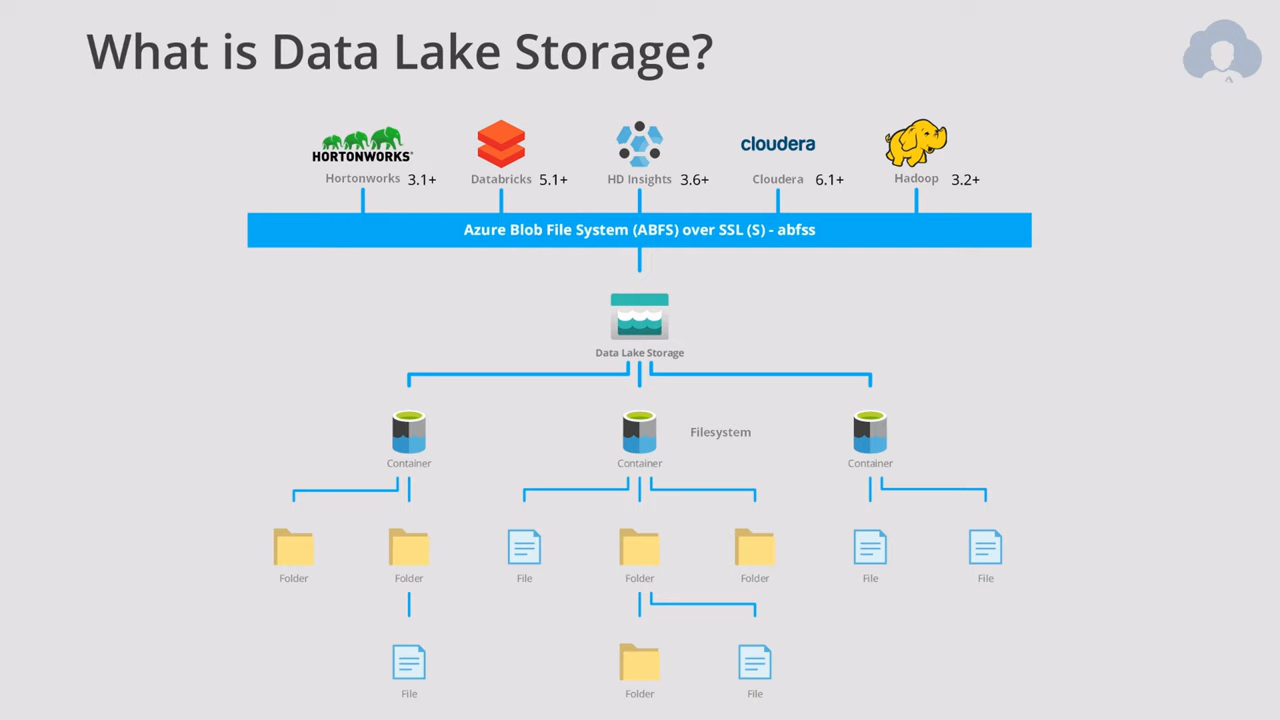 What is Data Lake Storage?
HORTONWORKS
cloudera
Hortonworks 3.1+
Databricks 5.1+
HD Insights 3.6+
Cloudera 6.1+
Hadoop 3.2+
Azure Blob File System (ABFS) over SSL (S) - abfss
Data Lake Storage
Filesystem
Container
Container
Container
Folder
Folder
File
Folder
Folder
File
File
File
Folder
File